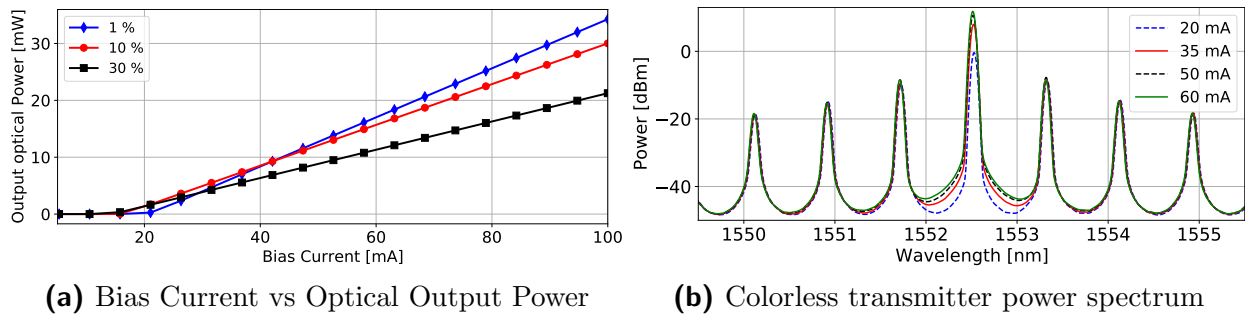 Output optical Power [mW]
30
20
10
0
1 %
10 %
30 %
20
40
60
80
100
Bias Current [mA]
(a) Bias Current vs Optical Output Power
Power [dBm]
0
−20
−40
20 mA
35 mA
50 mA
60 mA
1550
1551
1552
1553
1554
1555
Wavelength [nm]
(b) Colorless transmitter power spectrum